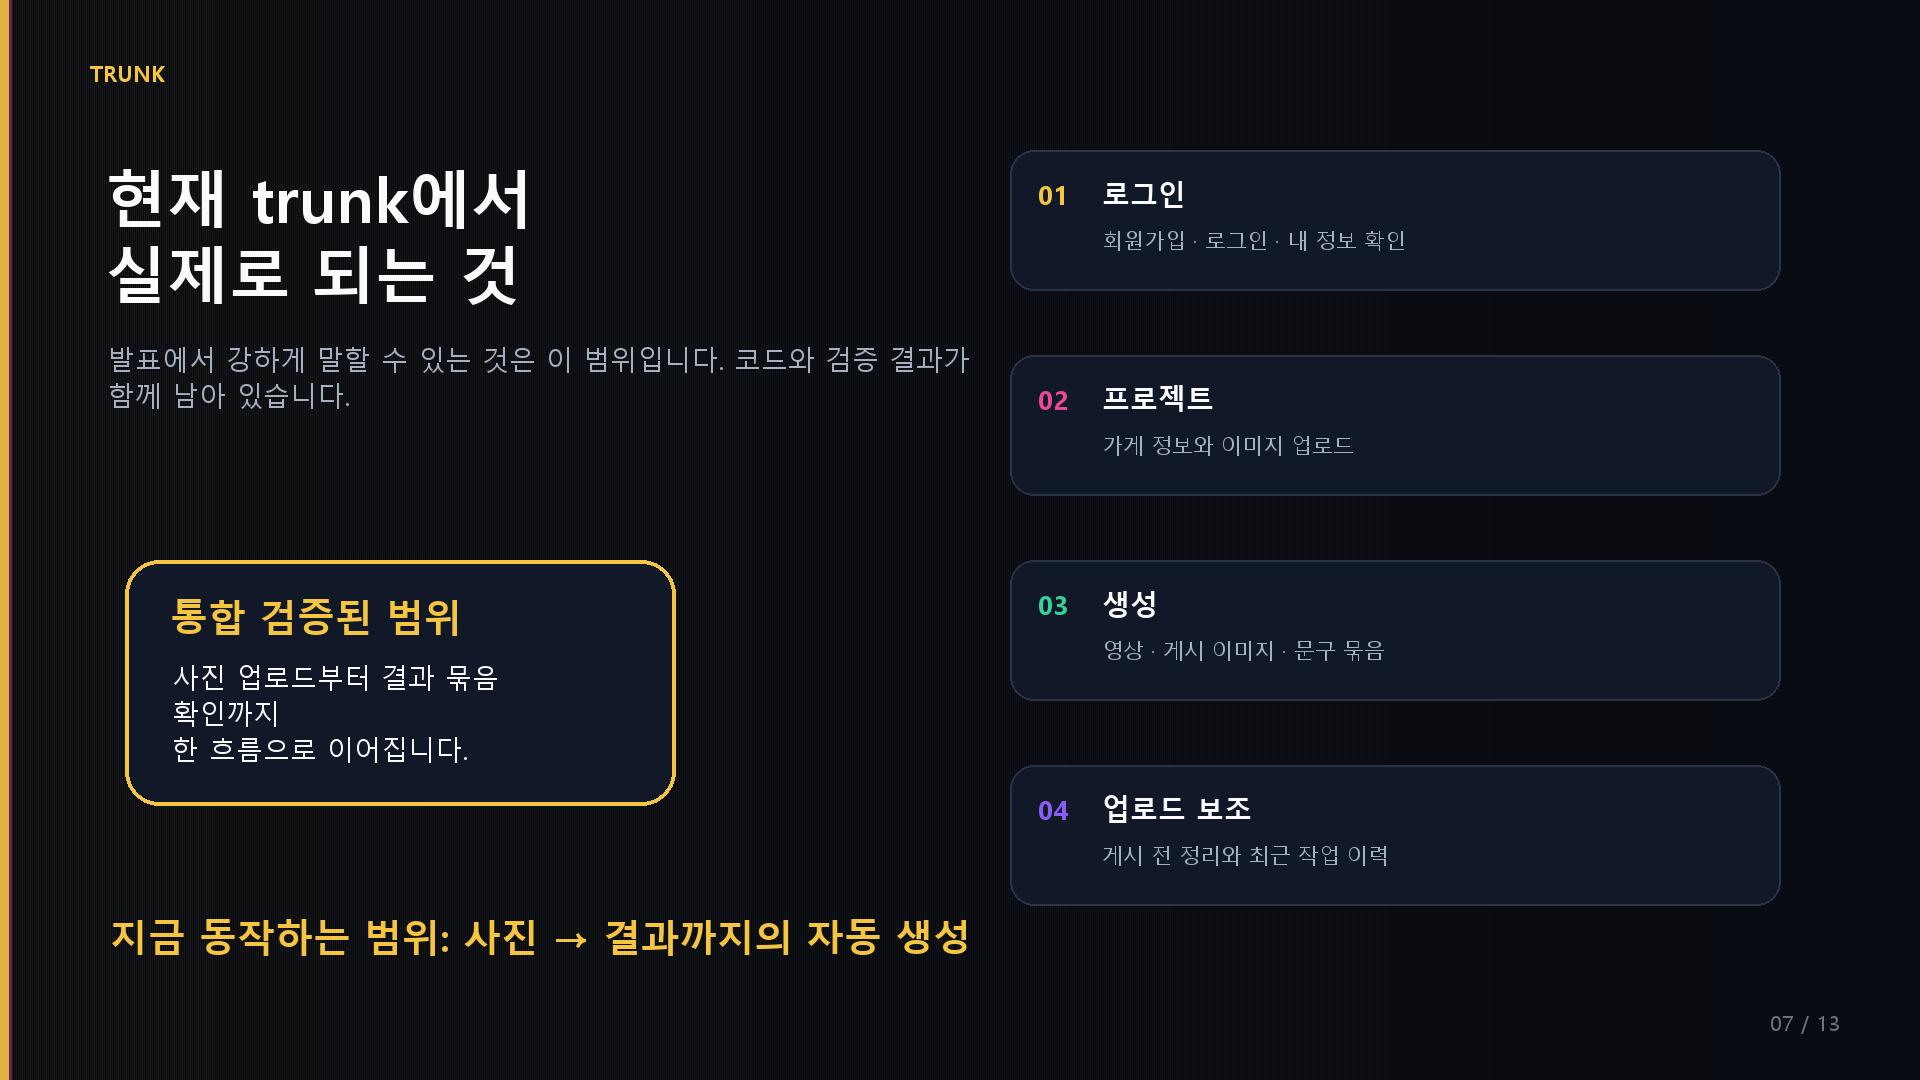 TRUNK
현재 trunk에서
실제로 되는 것
발표에서 강하게 말할 수 있는 것은 이 범위입니다. 코드와 검증 결과가
함께 남아 있습니다.
통합 검증된 범위
사진 업로드부터 결과 묶음
확인까지
한 흐름으로 이어집니다.
지금 동작하는 범위: 사진 → 결과까지의 자동 생성
01 로그인
회원가입 · 로그인 · 내 정보 확인
02 프로젝트
가게 정보와 이미지 업로드
03 생성
영상 · 게시 이미지 · 문구 묶음
04 업로드 보조
게시 전 정리와 최근 작업 이력
07 / 13